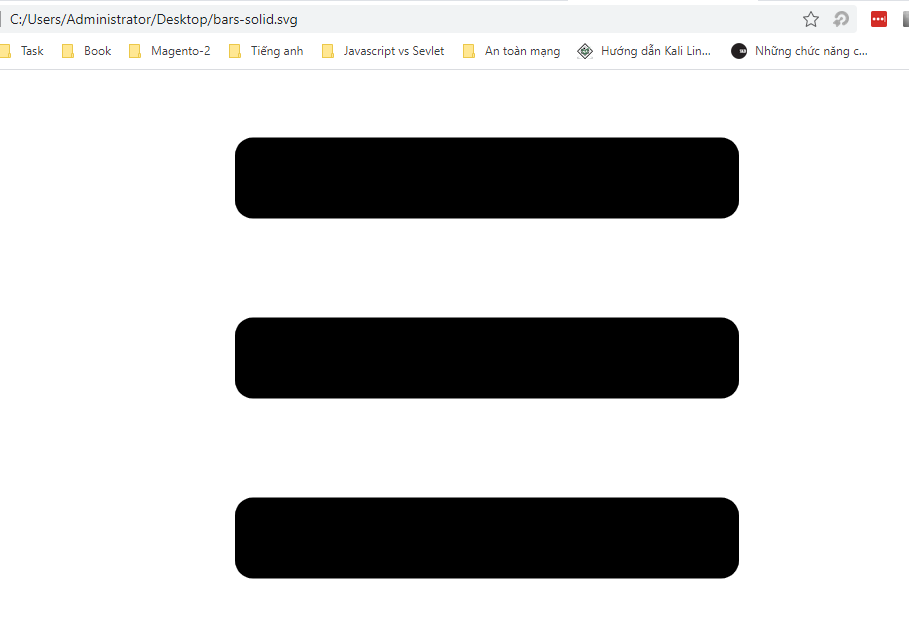 C:/Users/Administrator/Desktop/bars-solid.svg
Task Book Magento-2 Tiếng anh Javascript vs Sevlet An toàn mạng Hướng dẫn Kali Lin... Những chức năng c...